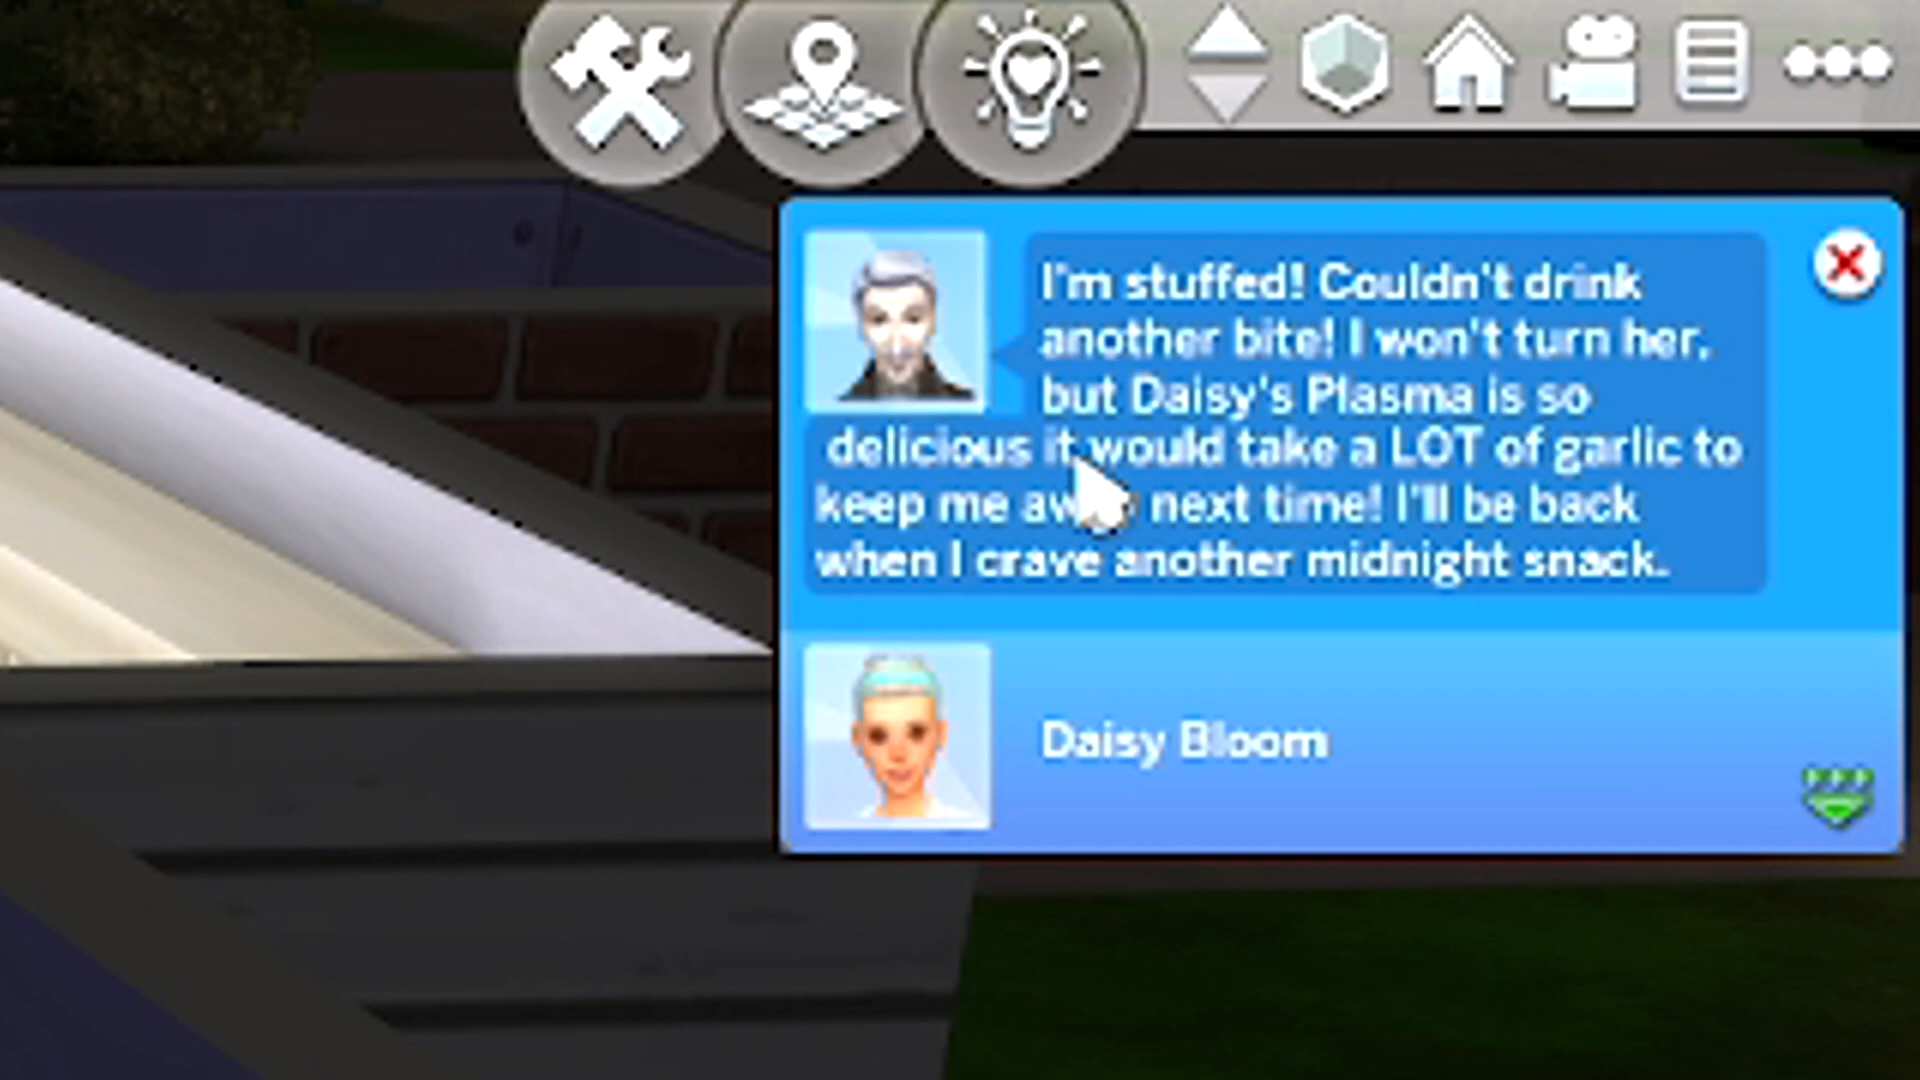 I'm stuffed! Couldn't drink
another bite! I won't turn her,
but Daisy's Plasma is so
delicious it would take a LOT of garlic to
keep me next time! I'll be back
when I crave another midnight snack.
Daisy Bloom